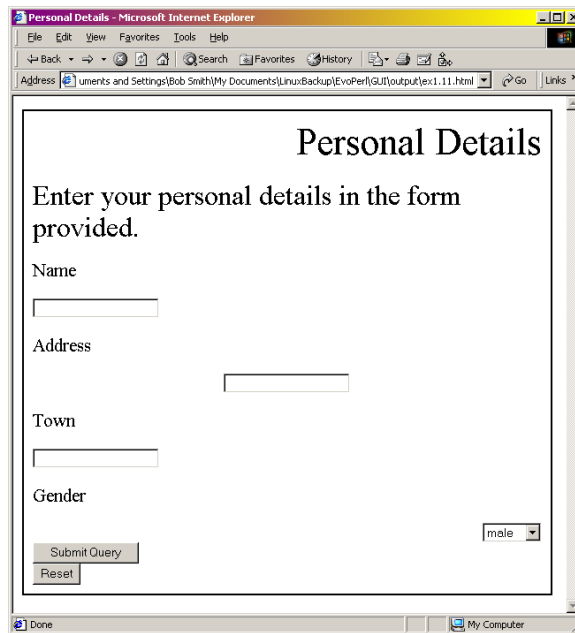 Personal Details - Microsoft Internet Explorer
File Edit View Favorites Tools Help
Back Search Favorites History
Address uments and Settings\Bob Smith\My Documents\LinuxBackup\EvoPerl\GUI\output\ex1.11.html Go Links
Personal Details
Enter your personal details in the form
provided.
Name
Address
Town
Gender
male
Submit Query
Reset
Done My Computer